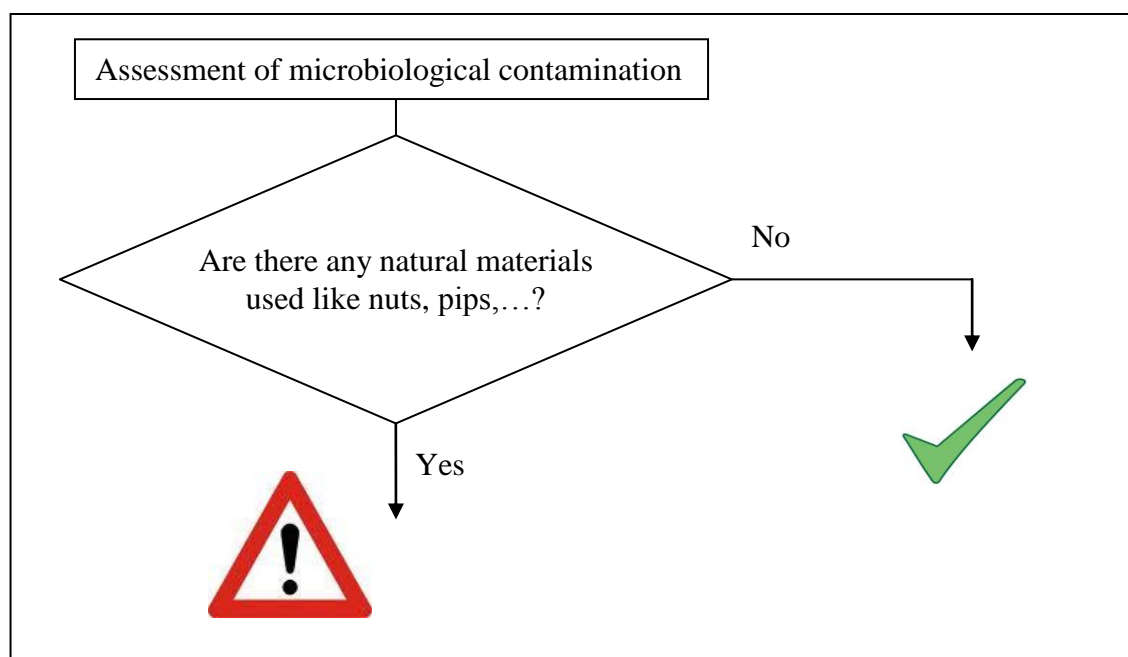 Assessment of microbiological contamination
Are there any natural materials
used like nuts, pips,…?
No
Yes